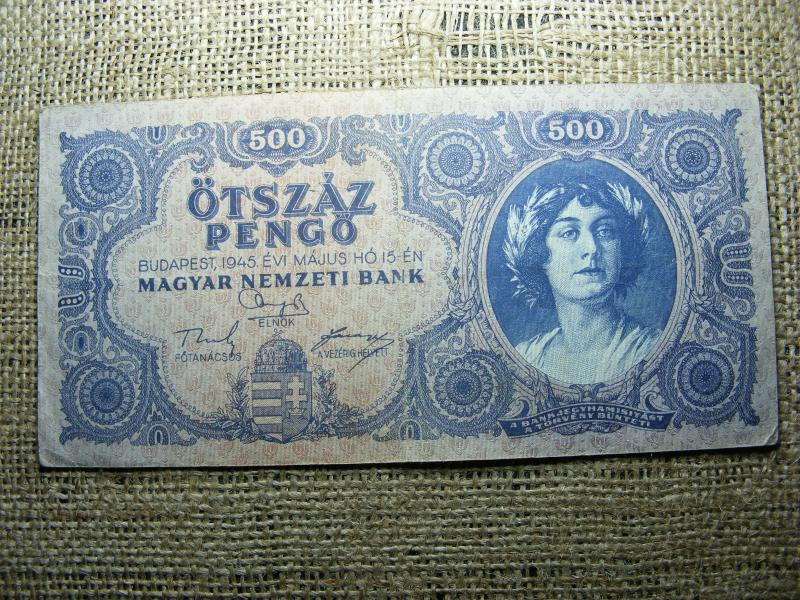 500 500
ÖTSZÁZ
PENGŐ
BUDAPEST, 1945. ÉVI MÁJUS HÓ 15-ÉN
MAGYAR NEMZETI BANK
ELNÖK
FŐTANÁCSOS A VEZÉRIG. HELYETT
A BANKJEGYHAMISÍTÁST
A TÖRVÉNY BÜNTETI